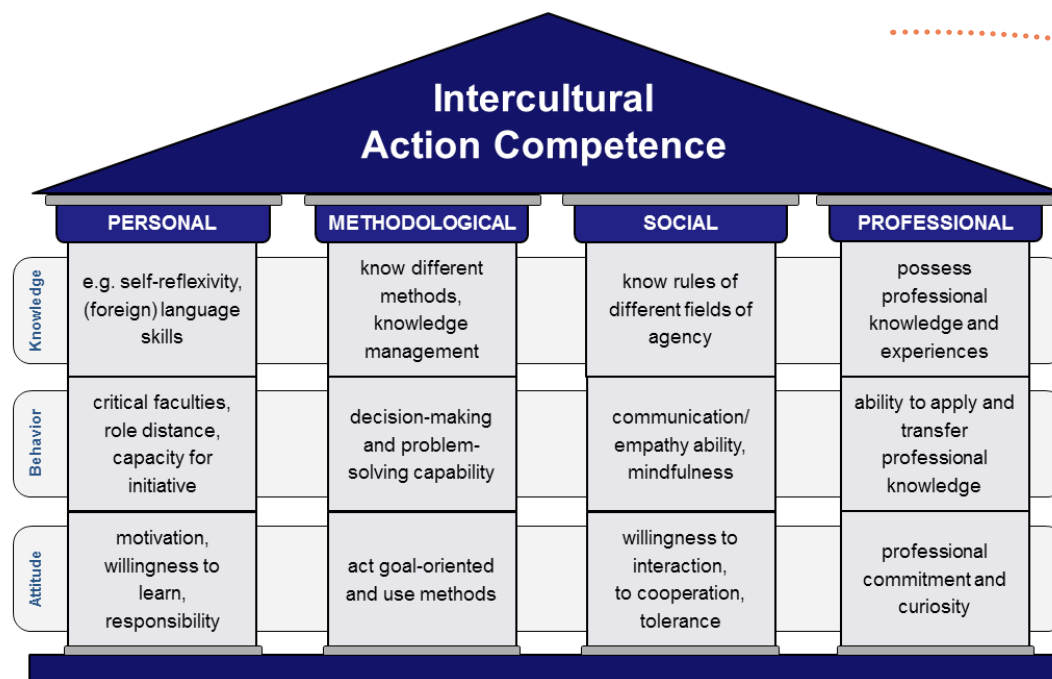 Intercultural
Action Competence
PERSONAL
METHODOLOGICAL
SOCIAL
PROFESSIONAL
Knowledge
e.g. self-reflexivity,
(foreign) language
skills
know different
methods,
knowledge
management
know rules of
different fields of
agency
possess
professional
knowledge and
experiences
Behavior
critical faculties,
role distance,
capacity for
initiative
decision-making
and problem-
solving capability
communication/
empathy ability,
mindfulness
ability to apply and
transfer
professional
knowledge
Attitude
motivation,
willingness to
learn,
responsibility
act goal-oriented
and use methods
willingness to
interaction,
to cooperation,
tolerance
professional
commitment and
curiosity